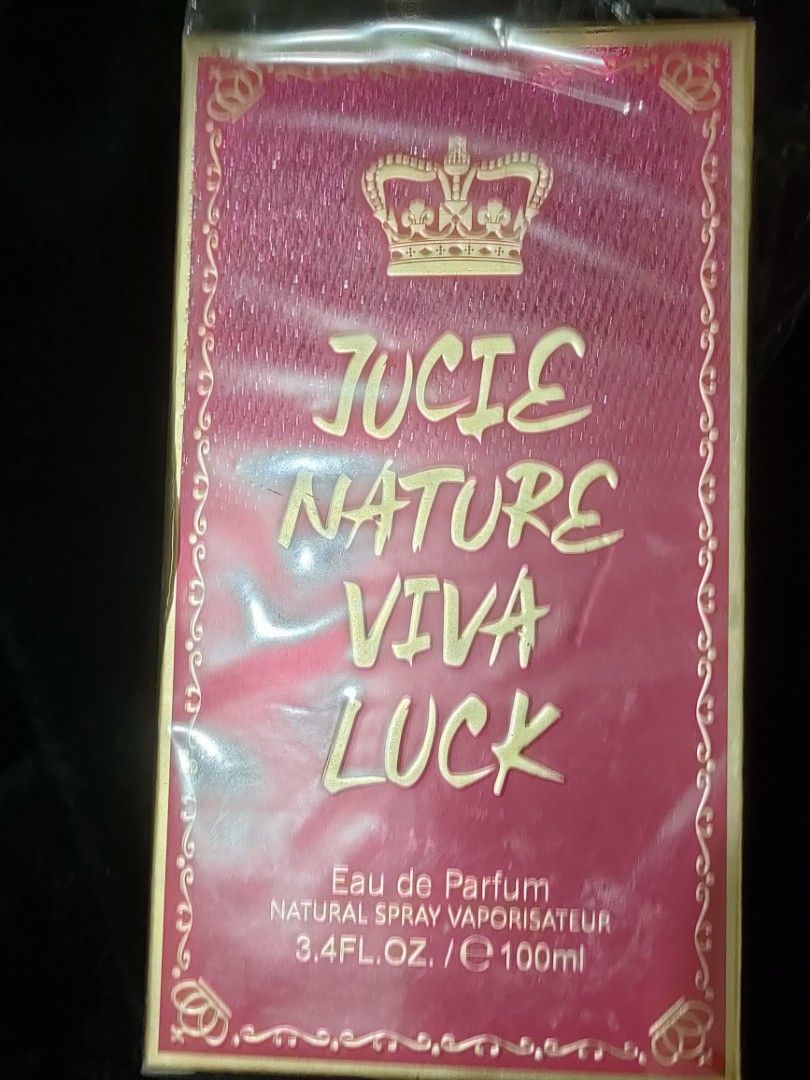 JUCIE
NATURE
VIVA
LUCK
Eau de Parfum
NATURAL SPRAY VAPORISATEUR
3.4FL.OZ. / ℮ 100ml